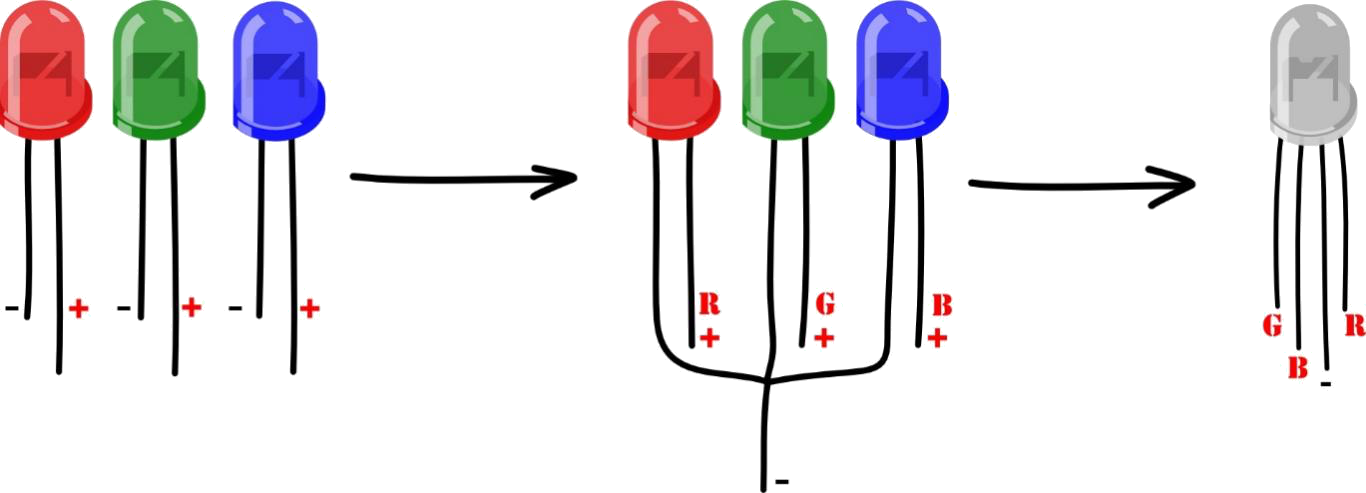 - + - + - +
R G B
+ + +
-
G R
B
-